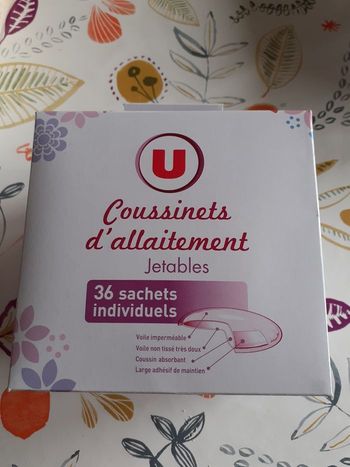 U
Coussinets
d'allaitement
Jetables
36 sachets
individuels
Voile imperméable
Voile non tissé très doux
Coussin absorbant
Large adhésif de maintien